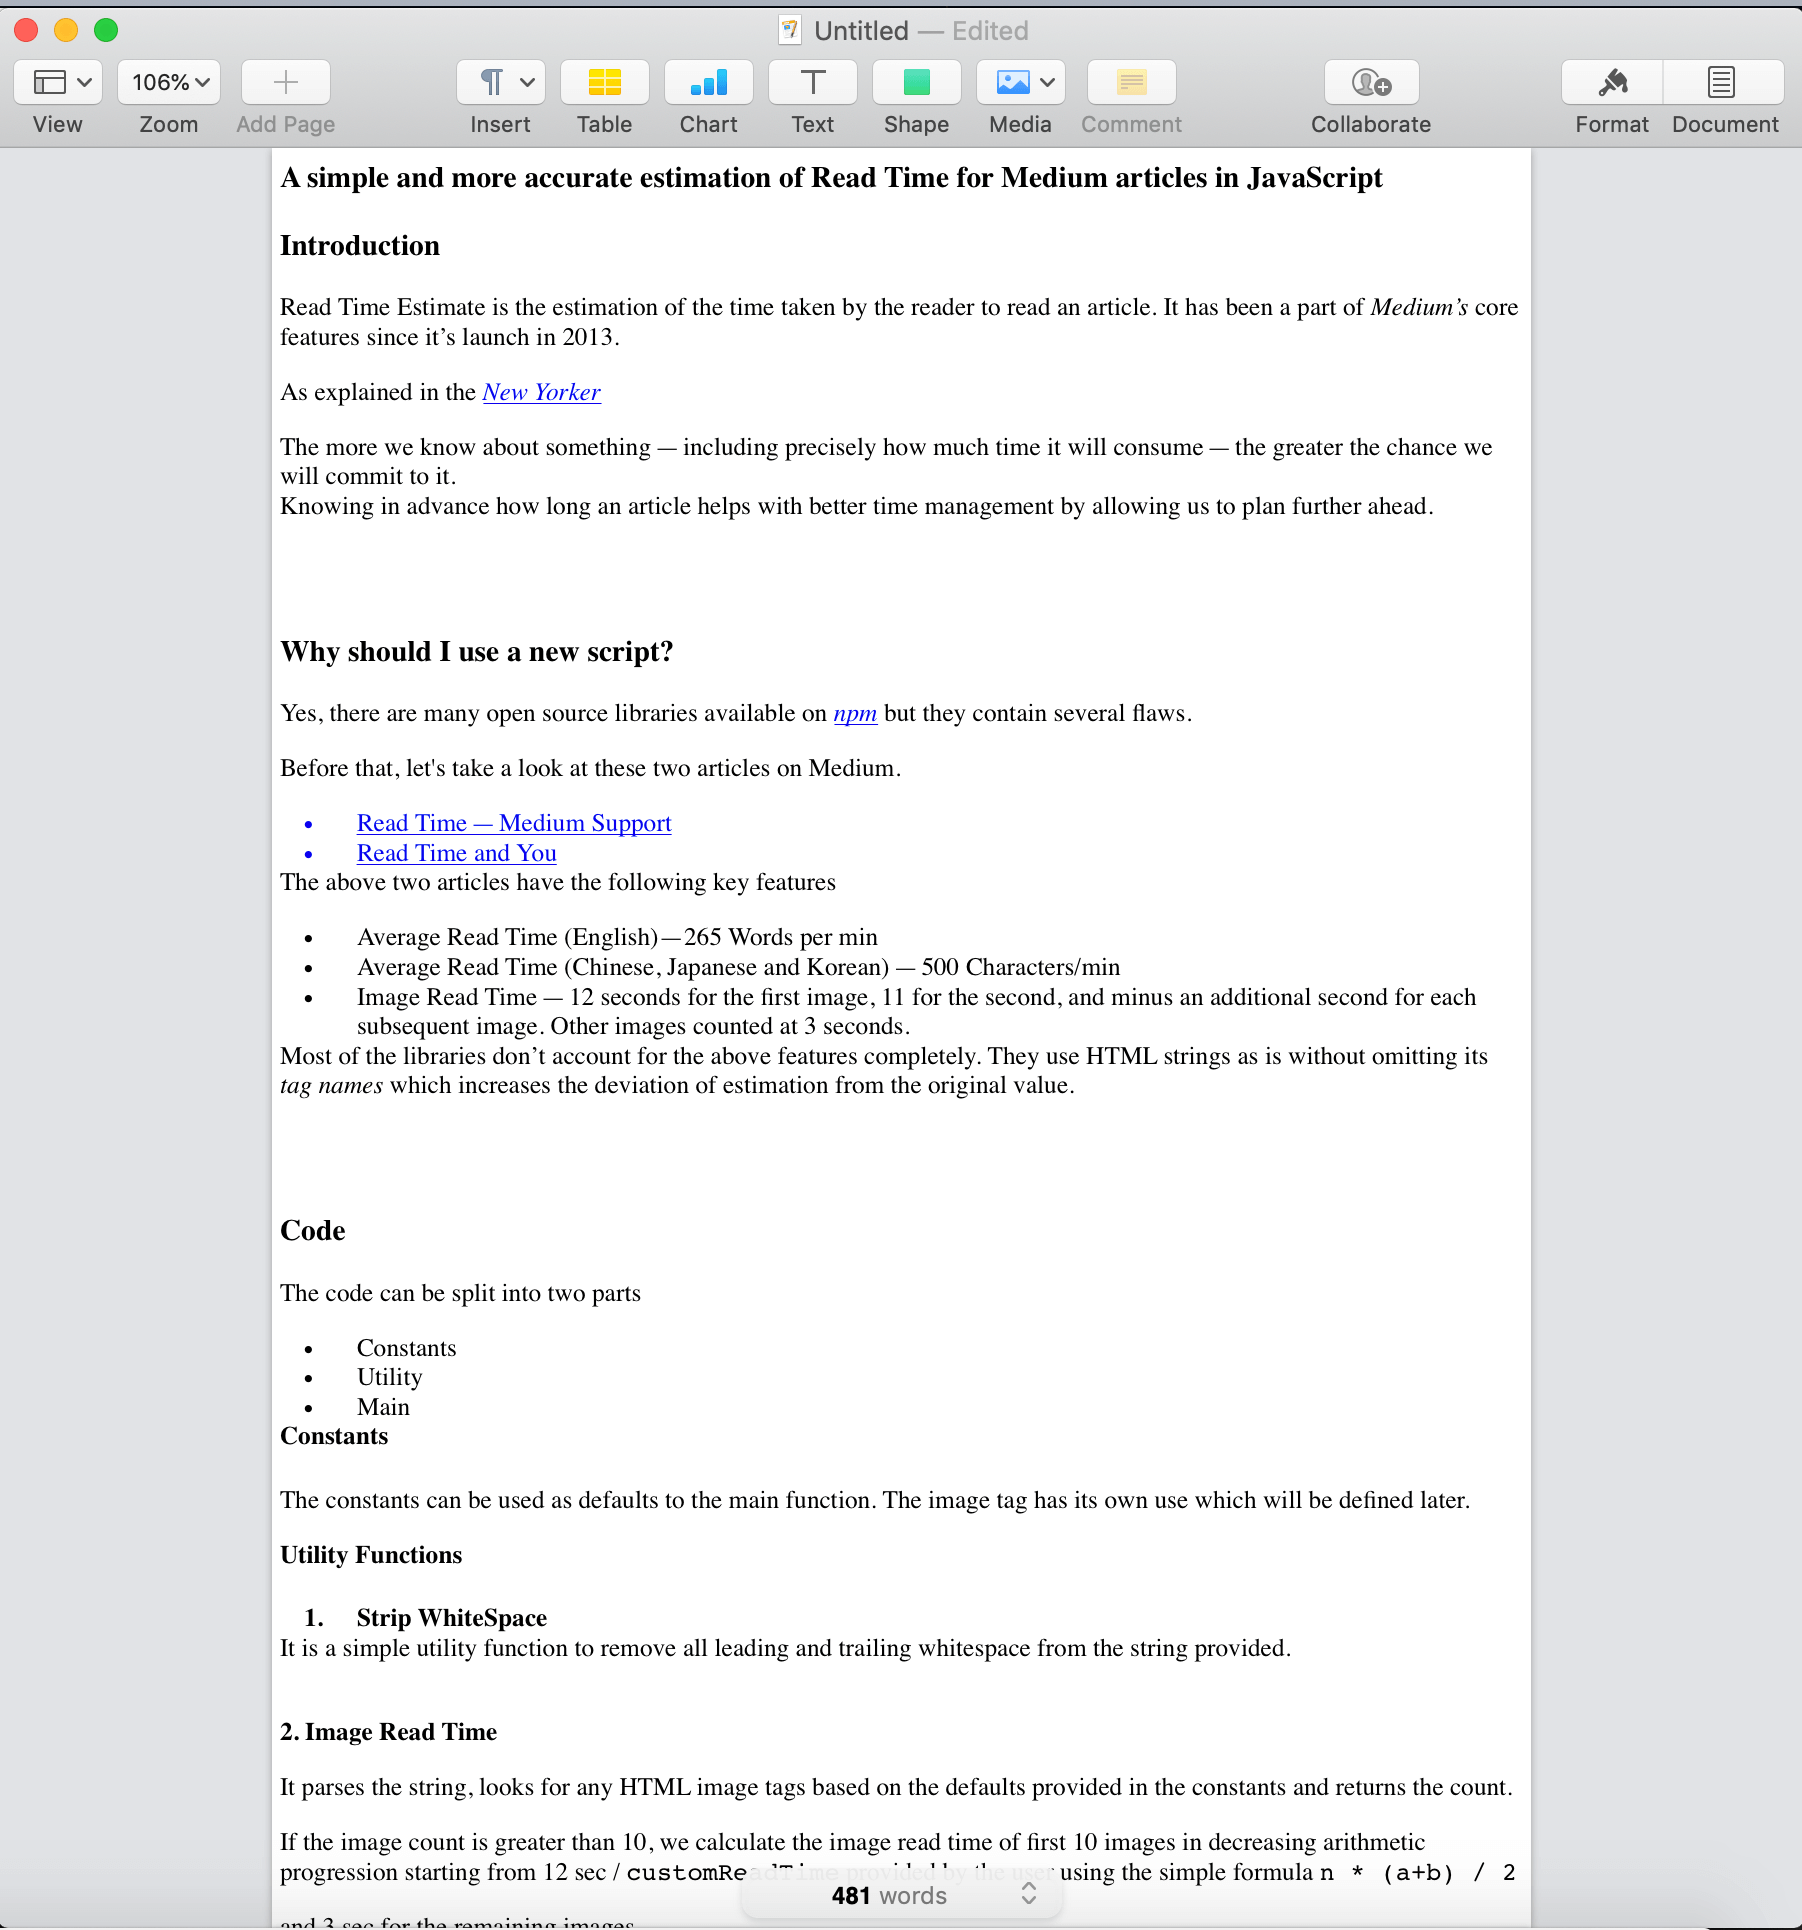 Untitled — Edited
106%
View Zoom Add Page Insert Table Chart Text Shape Media Comment Collaborate Format Document
A simple and more accurate estimation of Read Time for Medium articles in JavaScript
Introduction
Read Time Estimate is the estimation of the time taken by the reader to read an article. It has been a part of Medium’s core
features since it’s launch in 2013.
As explained in the New Yorker
The more we know about something — including precisely how much time it will consume — the greater the chance we
will commit to it.
Knowing in advance how long an article helps with better time management by allowing us to plan further ahead.
Why should I use a new script?
Yes, there are many open source libraries available on npm but they contain several flaws.
Before that, let's take a look at these two articles on Medium.
• Read Time — Medium Support
• Read Time and You
The above two articles have the following key features
• Average Read Time (English) — 265 Words per min
• Average Read Time (Chinese, Japanese and Korean) — 500 Characters/min
• Image Read Time — 12 seconds for the first image, 11 for the second, and minus an additional second for each
subsequent image. Other images counted at 3 seconds.
Most of the libraries don’t account for the above features completely. They use HTML strings as is without omitting its
tag names which increases the deviation of estimation from the original value.
Code
The code can be split into two parts
• Constants
• Utility
• Main
Constants
The constants can be used as defaults to the main function. The image tag has its own use which will be defined later.
Utility Functions
1. Strip WhiteSpace
It is a simple utility function to remove all leading and trailing whitespace from the string provided.
2. Image Read Time
It parses the string, looks for any HTML image tags based on the defaults provided in the constants and returns the count.
If the image count is greater than 10, we calculate the image read time of first 10 images in decreasing arithmetic
progression starting from 12 sec / customReadTime provided by the user using the simple formula n * (a+b) / 2
481 words
and 3 sec for the remaining images